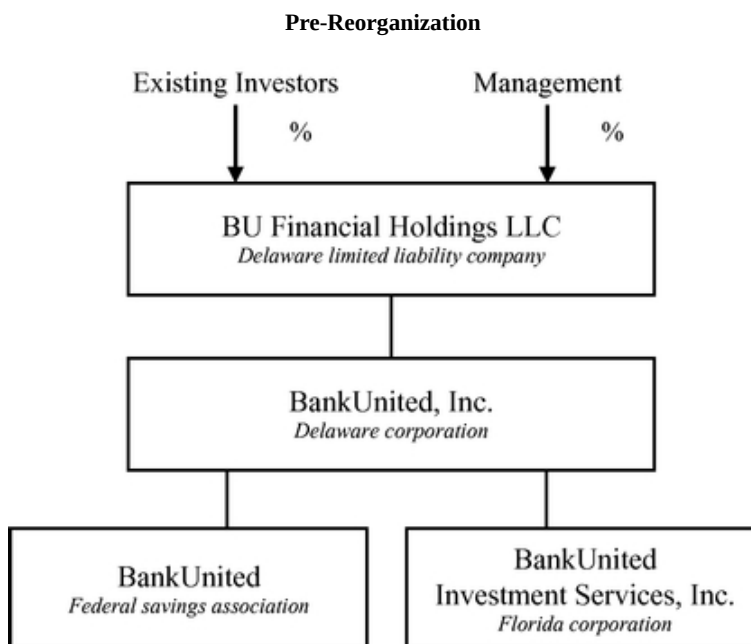 Pre-Reorganization
Existing Investors
Management
%
%
BU Financial Holdings LLC
Delaware limited liability company
BankUnited, Inc.
Delaware corporation
BankUnited
Federal savings association
BankUnited
Investment Services, Inc.
Florida corporation